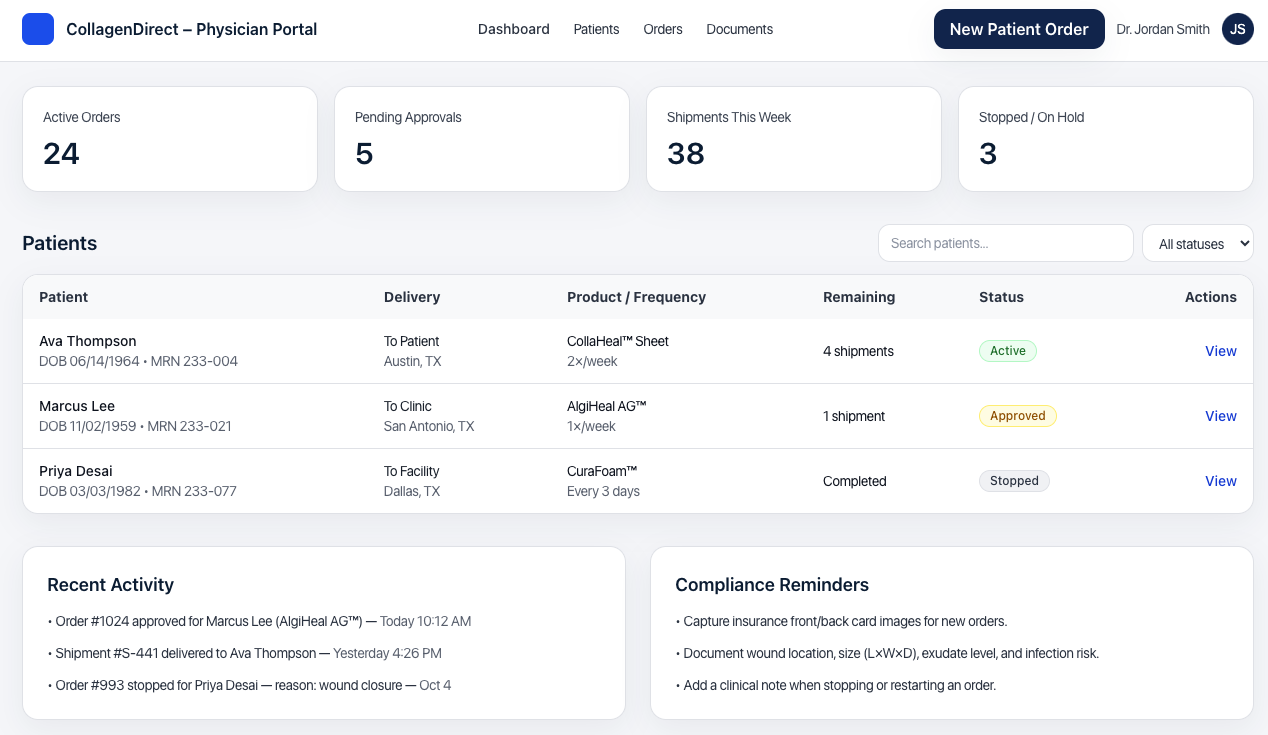 CollagenDirect – Physician Portal
Dashboard Patients Orders Documents
New Patient Order
Dr. Jordan Smith
JS
Active Orders
24
Pending Approvals
5
Shipments This Week
38
Stopped / On Hold
3
Patients
Search patients...
All statuses
Patient Delivery Product / Frequency Remaining Status Actions
Ava Thompson To Patient CollaHeal™ Sheet 4 shipments Active View
DOB 06/14/1964 • MRN 233-004 Austin, TX 2×/week
Marcus Lee To Clinic AlgiHeal AG™ 1 shipment Approved View
DOB 11/02/1959 • MRN 233-021 San Antonio, TX 1×/week
Priya Desai To Facility CuraFoam™ Completed Stopped View
DOB 03/03/1982 • MRN 233-077 Dallas, TX Every 3 days
Recent Activity
• Order #1024 approved for Marcus Lee (AlgiHeal AG™) — Today 10:12 AM
• Shipment #S-441 delivered to Ava Thompson — Yesterday 4:26 PM
• Order #993 stopped for Priya Desai — reason: wound closure — Oct 4
Compliance Reminders
• Capture insurance front/back card images for new orders.
• Document wound location, size (L×W×D), exudate level, and infection risk.
• Add a clinical note when stopping or restarting an order.